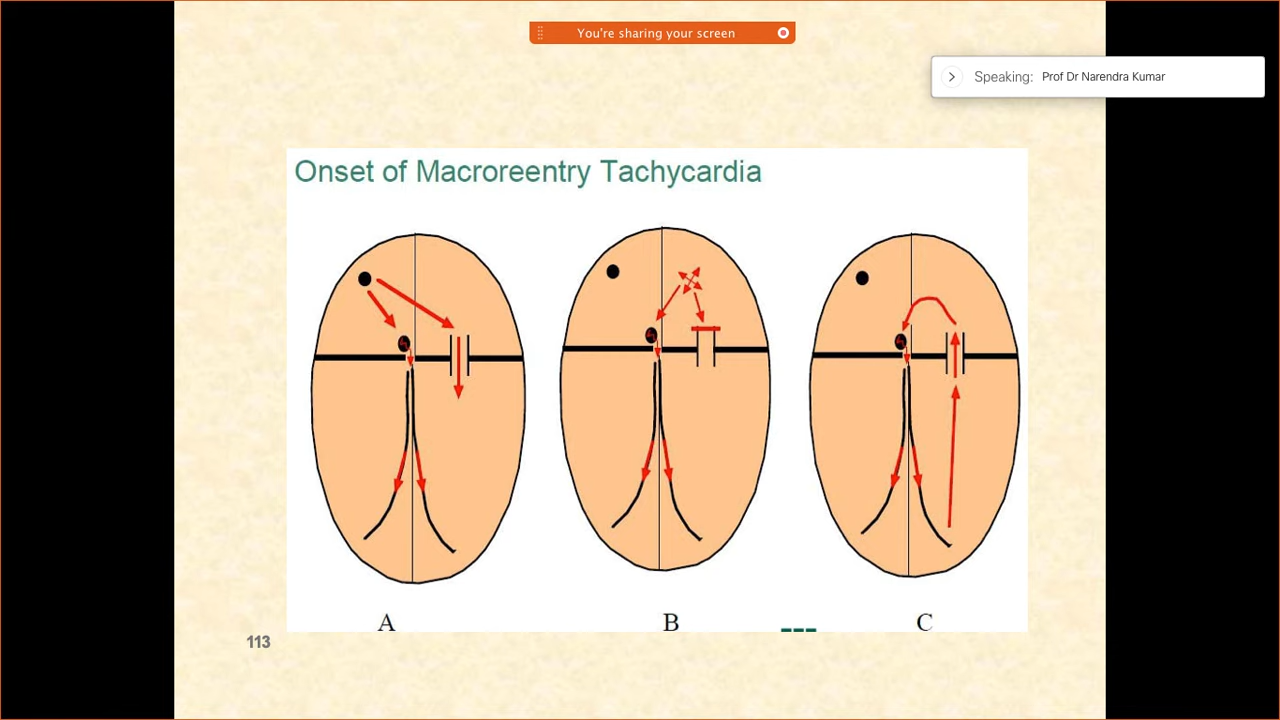 You're sharing your screen
Speaking: Prof Dr Narendra Kumar
Onset of Macroreentry Tachycardia
A B --- C
113